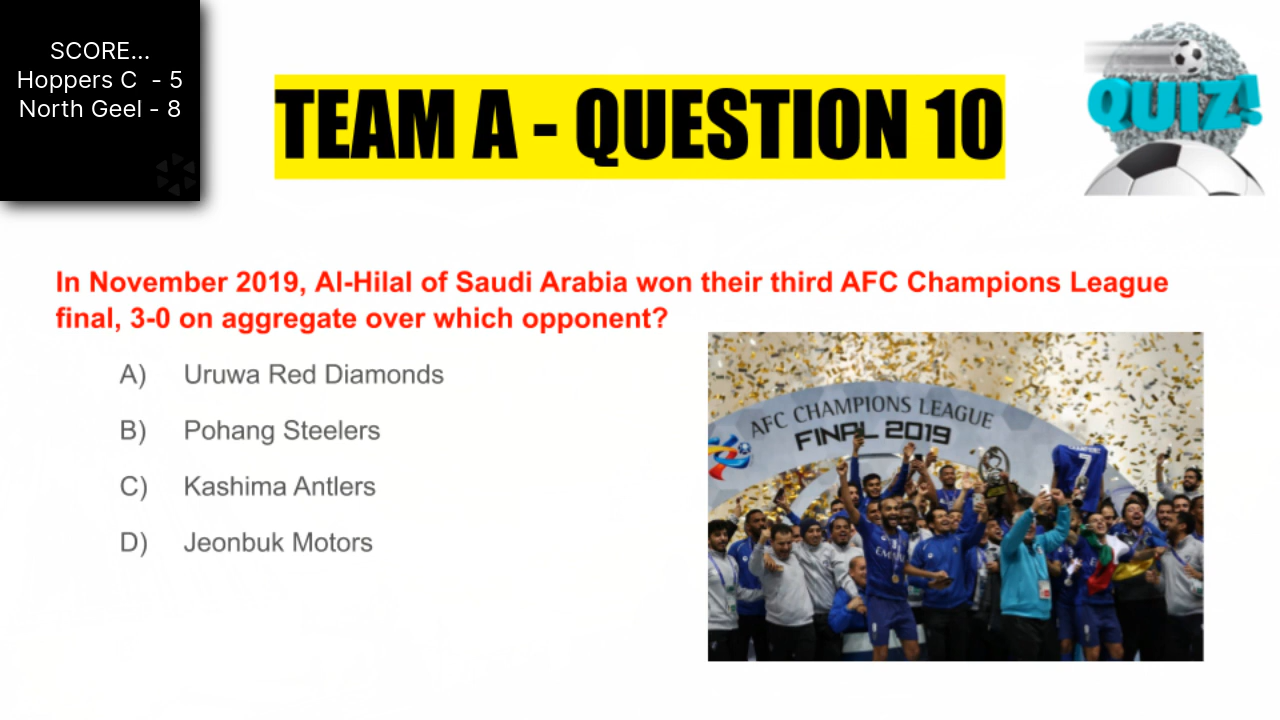 SCORE...
Hoppers C - 5
North Geel - 8
TEAM A - QUESTION 10
QUIZ!
In November 2019, Al-Hilal of Saudi Arabia won their third AFC Champions League
final, 3-0 on aggregate over which opponent?
A) Uruwa Red Diamonds
B) Pohang Steelers
C) Kashima Antlers
D) Jeonbuk Motors
AFC CHAMPIONS LEAGUE
FINAL 2019
7